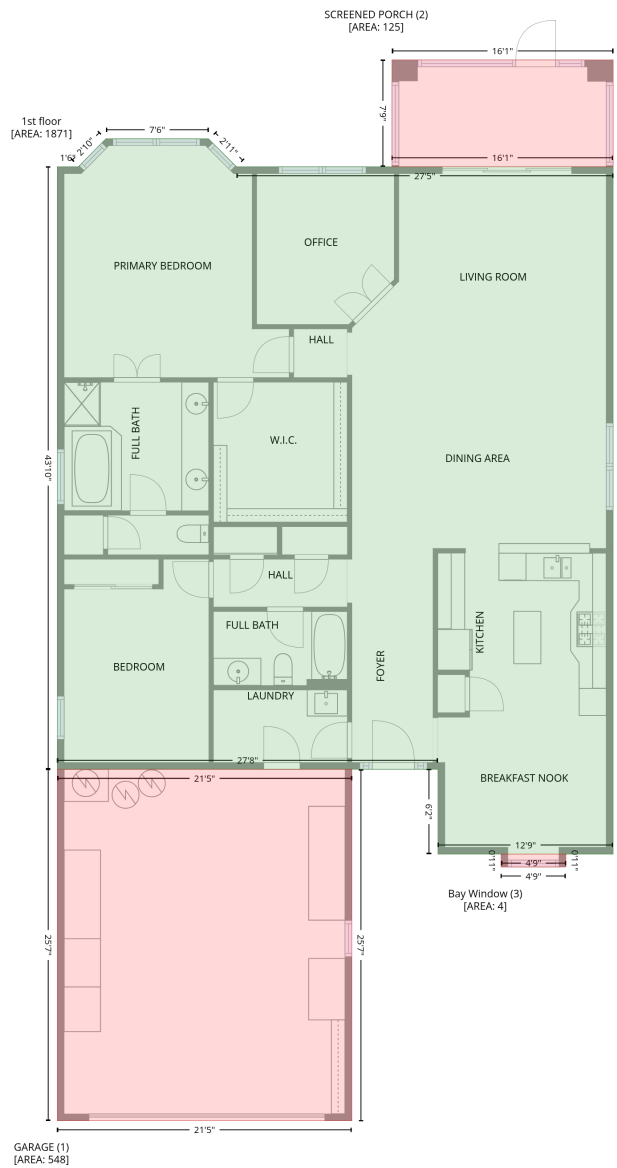 SCREENED PORCH (2)
[AREA: 125]
16'1"
7'9"
16'1"
1st floor
[AREA: 1871]
7'6"
2'10"
2'11"
1'6"
27'5"
OFFICE
PRIMARY BEDROOM
LIVING ROOM
HALL
FULL BATH
W.I.C.
DINING AREA
43'10"
HALL
FULL BATH
KITCHEN
FOYER
BEDROOM
LAUNDRY
27'8"
21'5"
BREAKFAST NOOK
6'2"
12'9"
0'11"
4'9"
0'11"
4'9"
Bay Window (3)
[AREA: 4]
25'7"
25'7"
21'5"
GARAGE (1)
[AREA: 548]